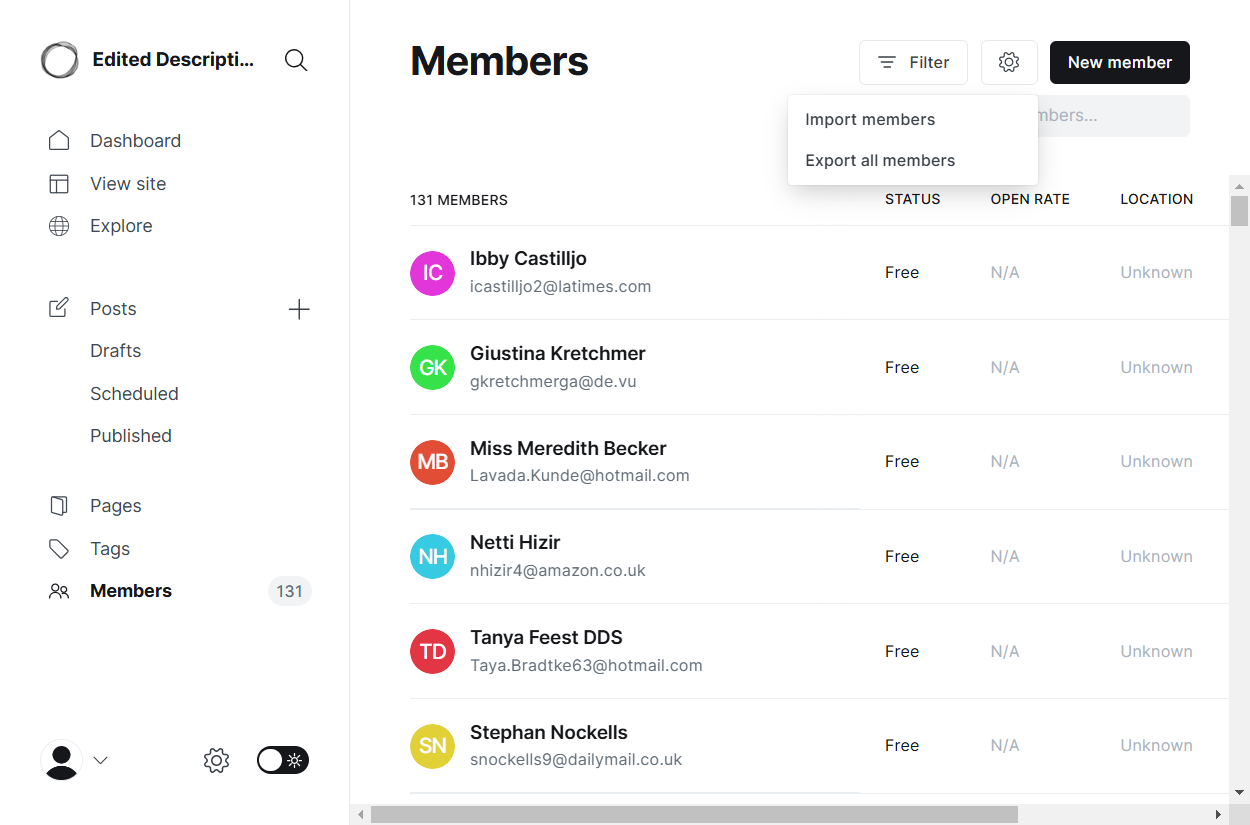 Edited Descripti...
Dashboard
View site
Explore
Posts
Drafts
Scheduled
Published
Pages
Tags
Members
131
Members
Filter
New member
Import members
Export all members
131 MEMBERS
STATUS
OPEN RATE
LOCATION
IC
Ibby Castilljo
icastilljo2@latimes.com
Free
N/A
Unknown
GK
Giustina Kretchmer
gkretchmerga@de.vu
Free
N/A
Unknown
MB
Miss Meredith Becker
Lavada.Kunde@hotmail.com
Free
N/A
Unknown
NH
Netti Hizir
nhizir4@amazon.co.uk
Free
N/A
Unknown
TD
Tanya Feest DDS
Taya.Bradtke63@hotmail.com
Free
N/A
Unknown
SN
Stephan Nockells
snockells9@dailymail.co.uk
Free
N/A
Unknown